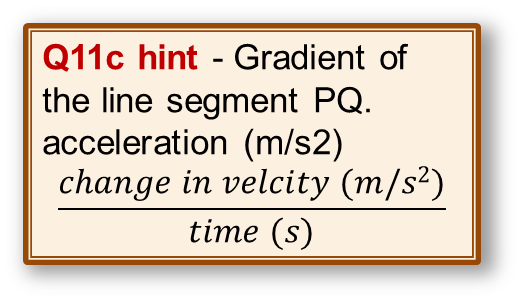 Q11c hint - Gradient of
the line segment PQ.
acceleration (m/s2)
change in velcity (m/s²)
time (s)